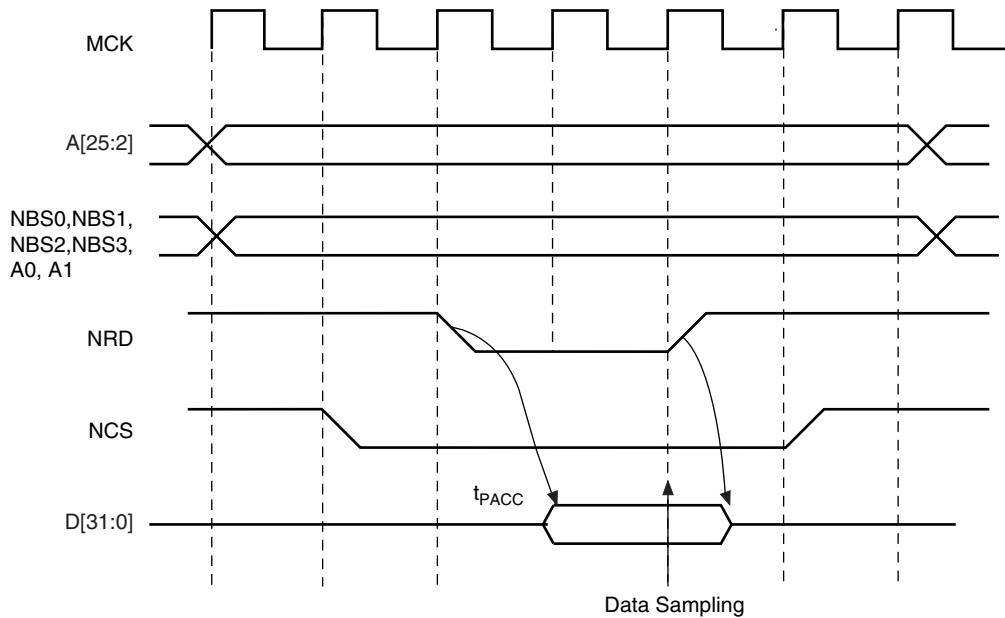 MCK
A[25:2]
NBS0,NBS1,
NBS2,NBS3,
A0, A1
NRD
NCS
tPACC
D[31:0]
Data Sampling